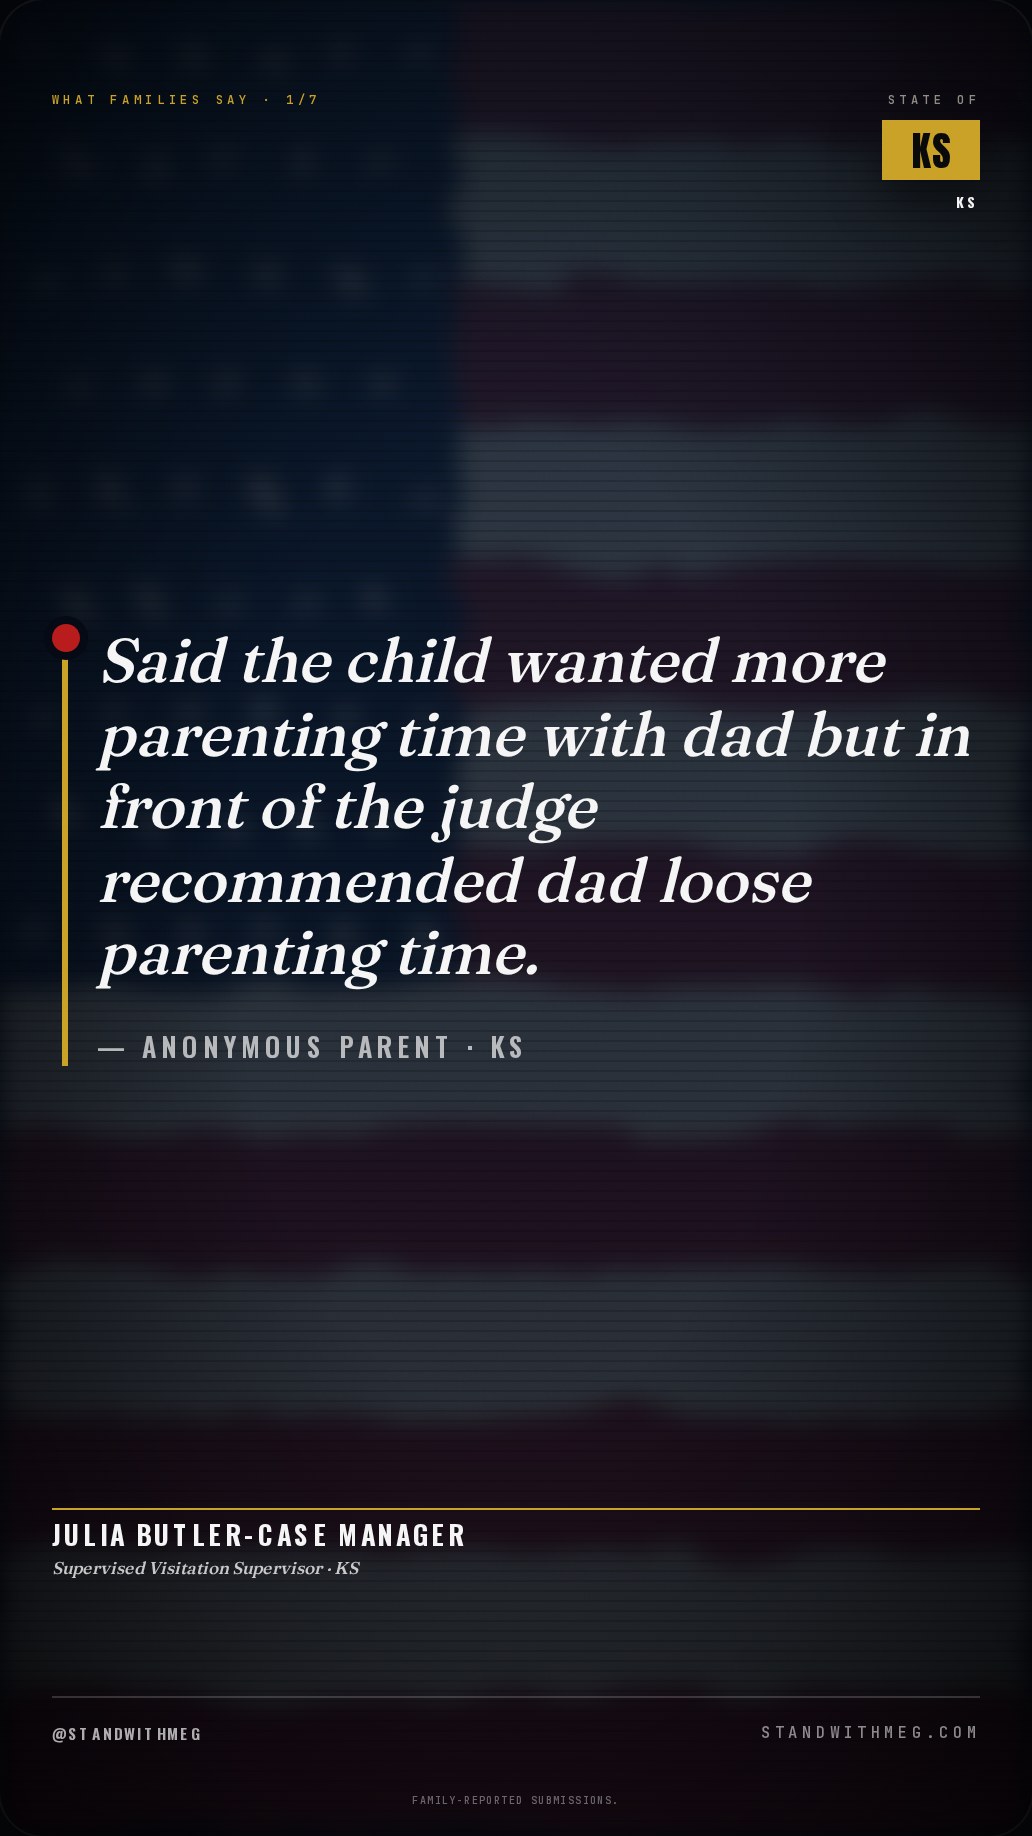 WHAT FAMILIES SAY · 1/7
STATE OF
KS
KS
Said the child wanted more
parenting time with dad but in
front of the judge
recommended dad loose
parenting time.
— ANONYMOUS PARENT · KS
JULIA BUTLER-CASE MANAGER
Supervised Visitation Supervisor · KS
@STANDWITHMEG
STANDWITHMEG.COM
FAMILY-REPORTED SUBMISSIONS.